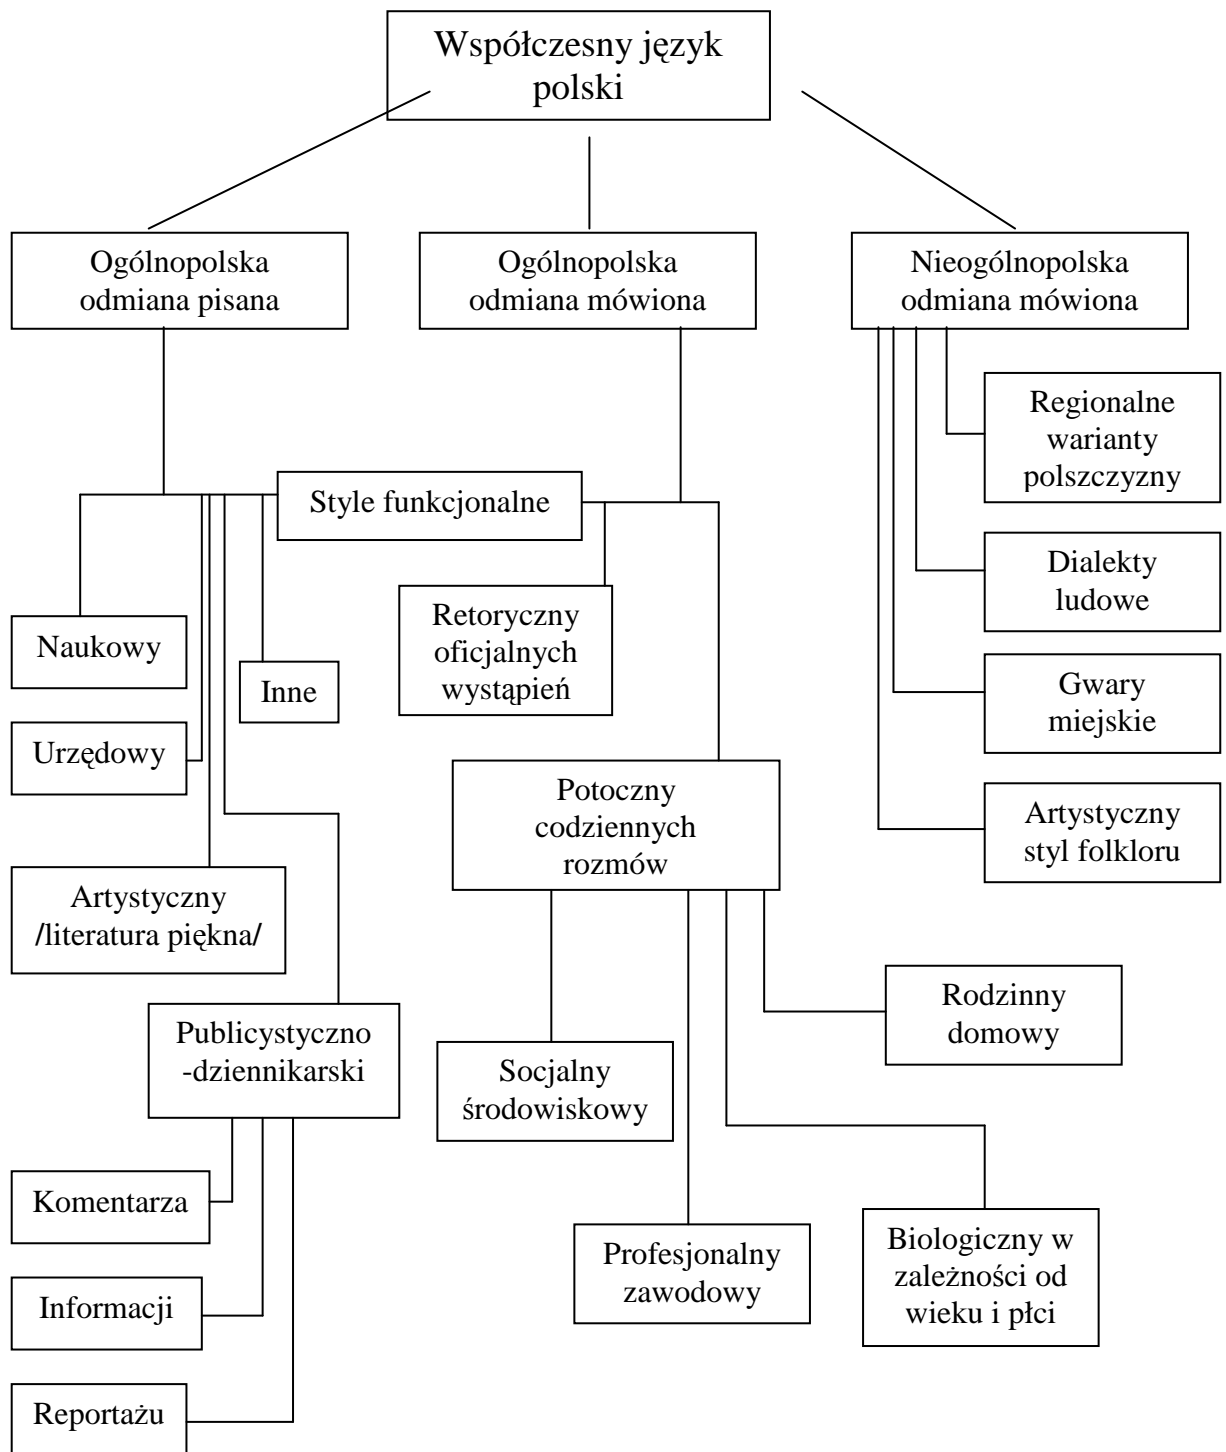 Współczesny język
polski
Ogólnopolska
odmiana pisana
Ogólnopolska
odmiana mówiona
Nieogólnopolska
odmiana mówiona
Regionalne
warianty
polszczyzny
Style funkcjonalne
Dialekty
ludowe
Naukowy
Inne
Retoryczny
oficjalnych
wystąpień
Gwary
miejskie
Urzędowy
Potoczny
codziennych
rozmów
Artystyczny
styl folkloru
Artystyczny
/literatura piękna/
Rodzinny
domowy
Publicystyczno
-dziennikarski
Socjalny
środowiskowy
Komentarza
Profesjonalny
zawodowy
Biologiczny w
zależności od
wieku i płci
Informacji
Reportażu